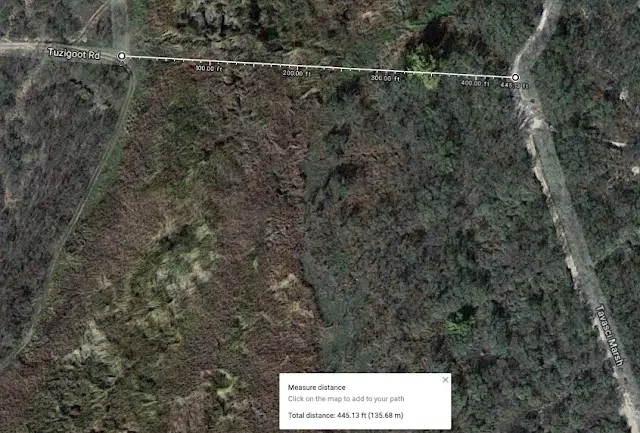 Tuzigoot Rd
100.00 ft
200.00 ft
300.00 ft
400.00 ft
445.13 ft
Tavasci Marsh
Measure distance
Click on the map to add to your path
Total distance: 445.13 ft (135.68 m)